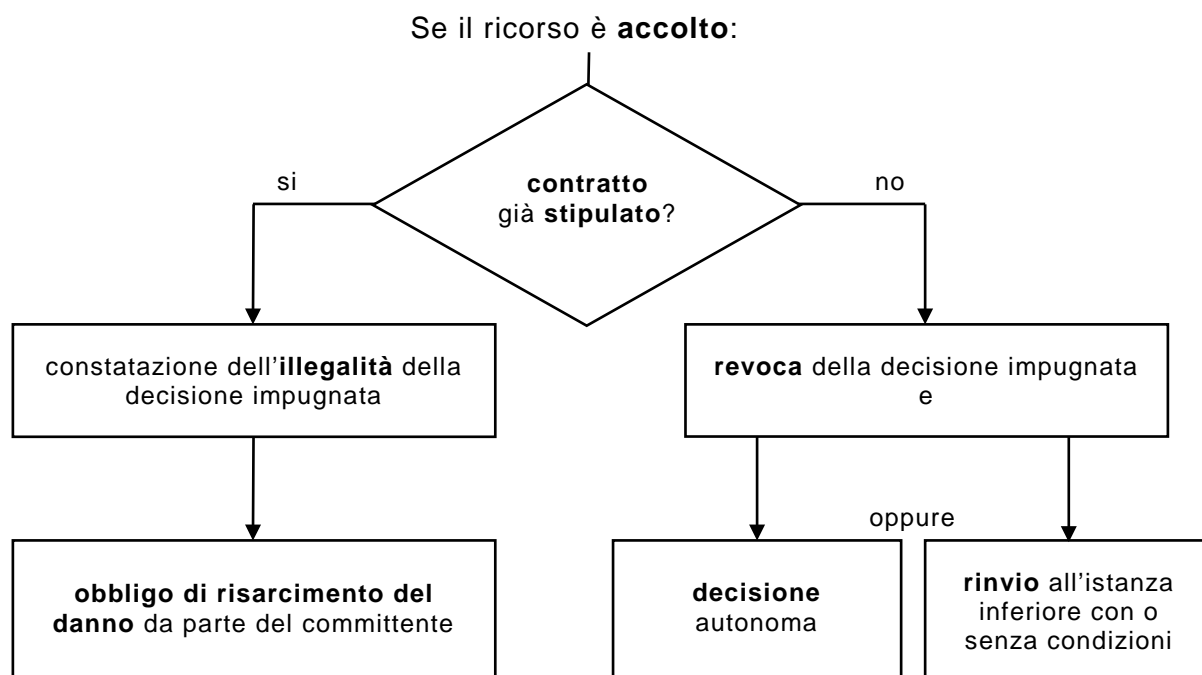 Se il ricorso è accolto:
si
contratto
già stipulato?
no
constatazione dell’illegalità della
decisione impugnata
revoca della decisione impugnata
e
oppure
obbligo di risarcimento del
danno da parte del committente
decisione
autonoma
rinvio all’istanza
inferiore con o
senza condizioni